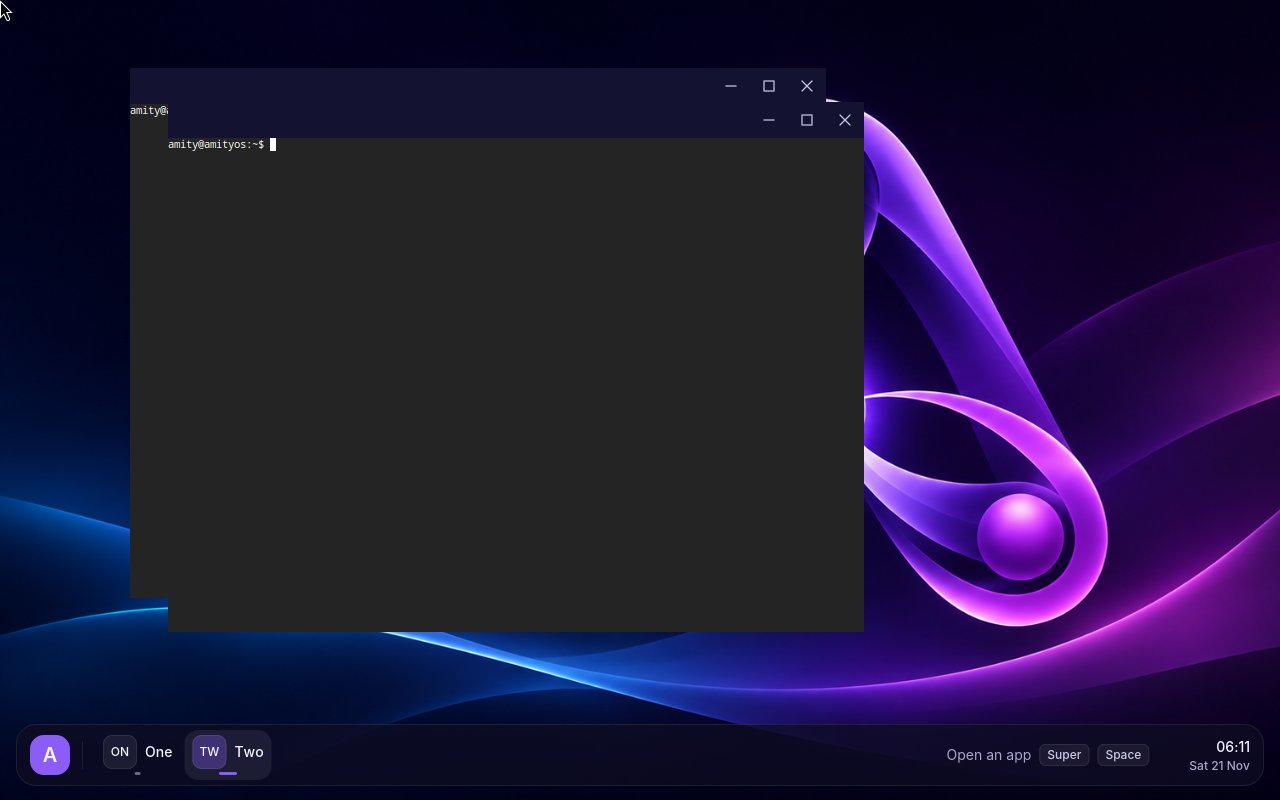 amity@
amity@amityos:~$
A
ON One
TW Two
Open an app Super Space
06:11
Sat 21 Nov